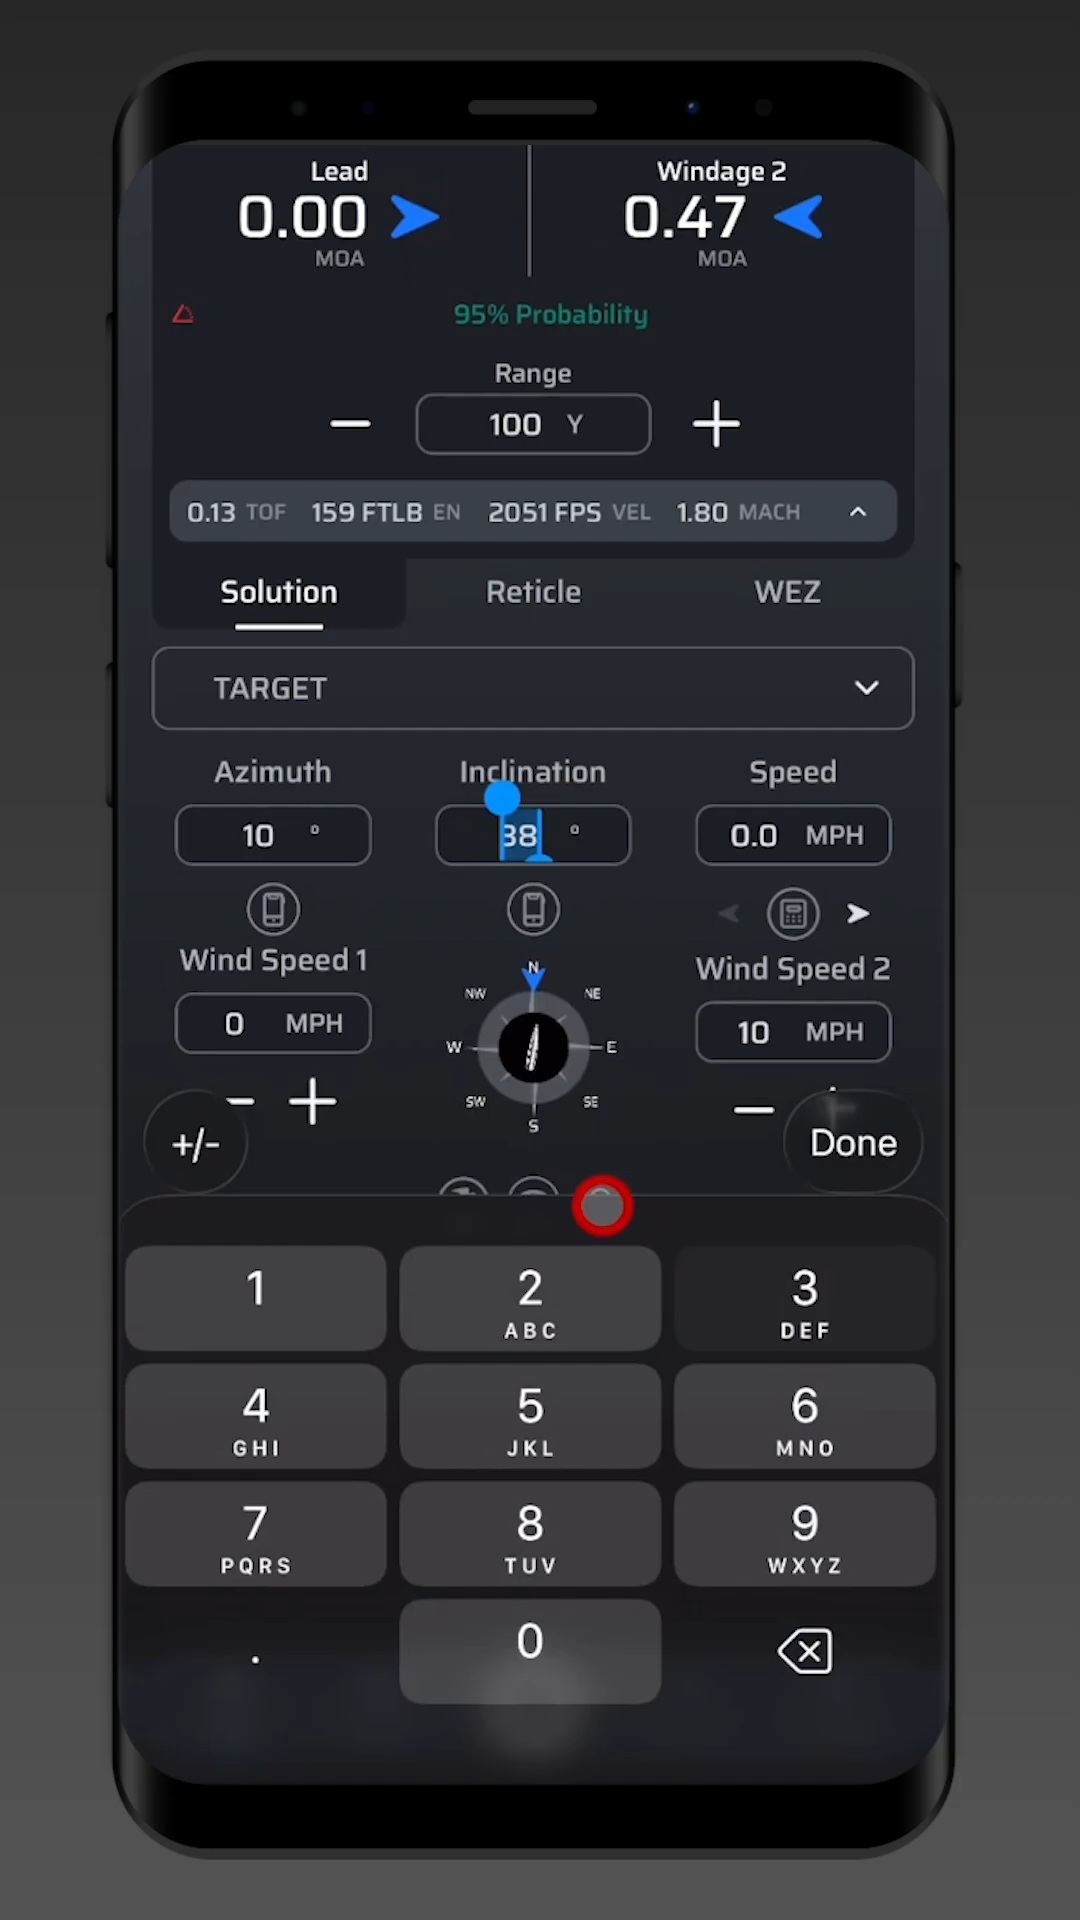 Lead
0.00
MOA
Windage 2
0.47
MOA
95% Probability
Range
100 Y
0.13 TOF 159 FTLB EN 2051 FPS VEL 1.80 MACH
Solution Reticle WEZ
TARGET
Azimuth Inclination Speed
10 ° 38 ° 0.0 MPH
Wind Speed 1
0 MPH
N
NW NE
W E
SW SE
S
Wind Speed 2
10 MPH
+/- Done
1 2 3
ABC DEF
4 5 6
GHI JKL MNO
7 8 9
PQRS TUV WXYZ
. 0